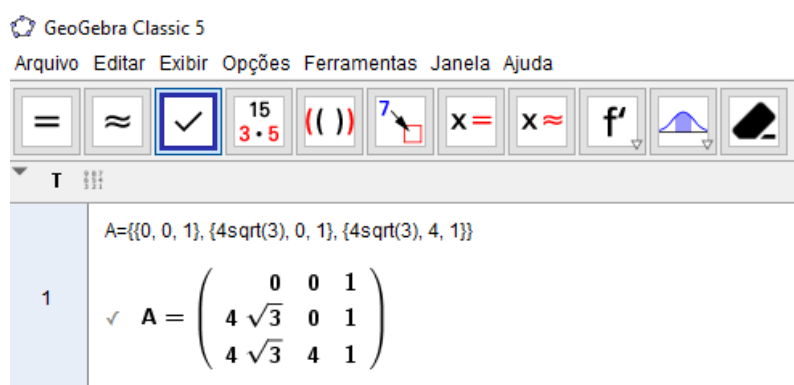 GeoGebra Classic 5
Arquivo Editar Exibir Opções Ferramentas Janela Ajuda
= ≈ ✓ 15 (( )) 7 x= x≈ f′
3·5
T
A={{0, 0, 1}, {4sqrt(3), 0, 1}, {4sqrt(3), 4, 1}}
0 0 1
1 ✓ A = 4 √3 0 1
4 √3 4 1